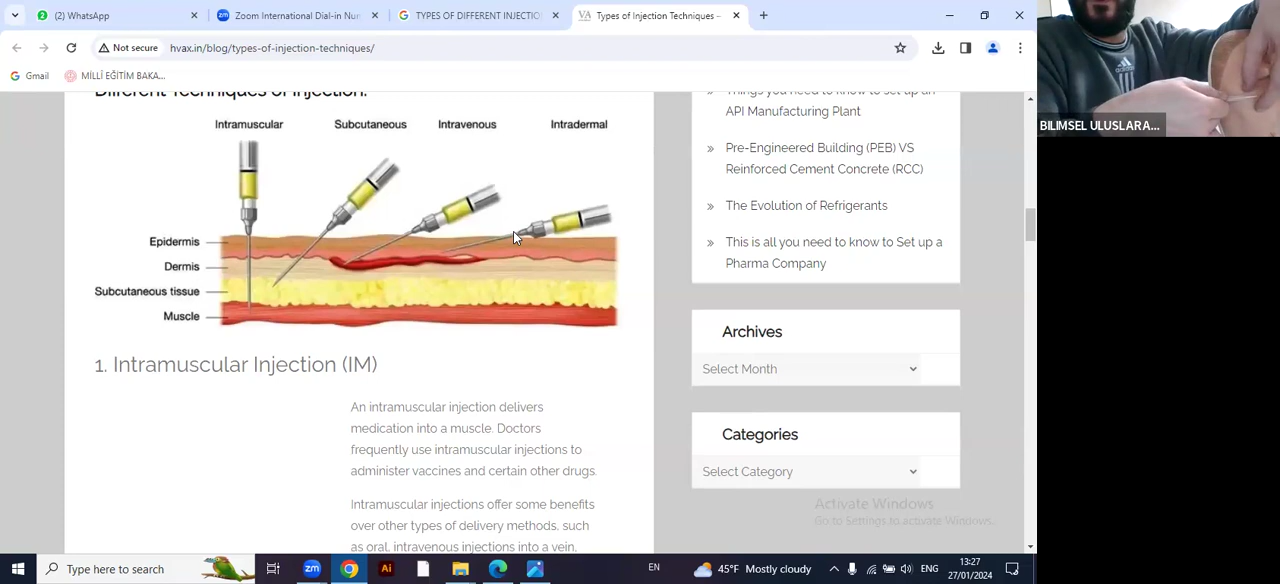 (2) WhatsApp
Zoom International Dial-in Nu
TYPES OF DIFFERENT INJECTIO
Types of Injection Techniques –
Not secure
hvax.in/blog/types-of-injection-techniques/
Gmail
MİLLÎ EĞİTİM BAKA...
Different Techniques of Injection:
Intramuscular
Subcutaneous
Intravenous
Intradermal
Epidermis
Dermis
Subcutaneous tissue
Muscle
1. Intramuscular Injection (IM)
An intramuscular injection delivers
medication into a muscle. Doctors
frequently use intramuscular injections to
administer vaccines and certain other drugs.
Intramuscular injections offer some benefits
over other types of delivery methods, such
as oral, intravenous injections into a vein,
Things you need to know to set up an
API Manufacturing Plant
Pre-Engineered Building (PEB) VS
Reinforced Cement Concrete (RCC)
The Evolution of Refrigerants
This is all you need to know to Set up a
Pharma Company
Archives
Select Month
Categories
Select Category
Activate Windows
Go to Settings to activate Windows.
adidas
BILIMSEL ULUSLARA...
Type here to search
EN
45°F Mostly cloudy
ENG
13:27
27/01/2024